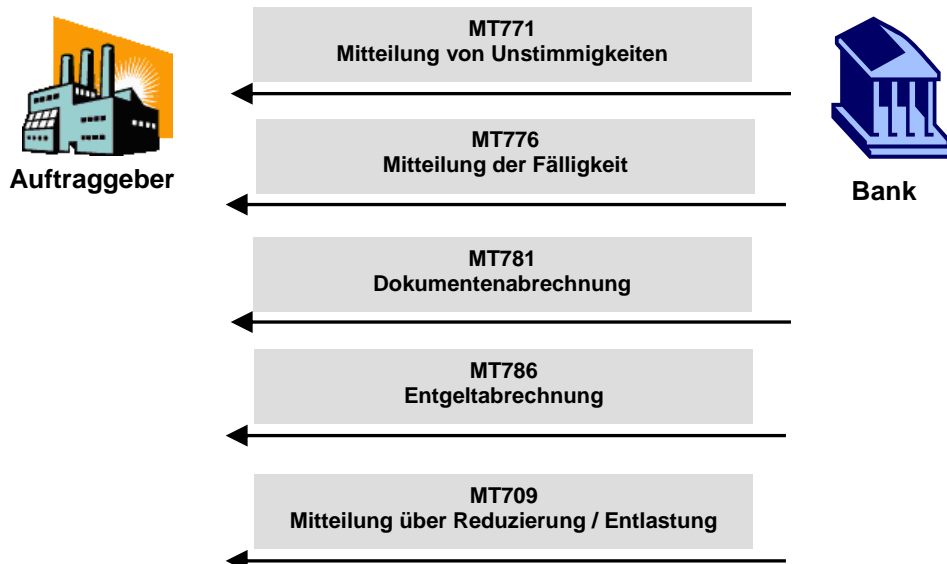 MT771
Mitteilung von Unstimmigkeiten
MT776
Mitteilung der Fälligkeit
Auftraggeber
Bank
MT781
Dokumentenabrechnung
MT786
Entgeltabrechnung
MT709
Mitteilung über Reduzierung / Entlastung